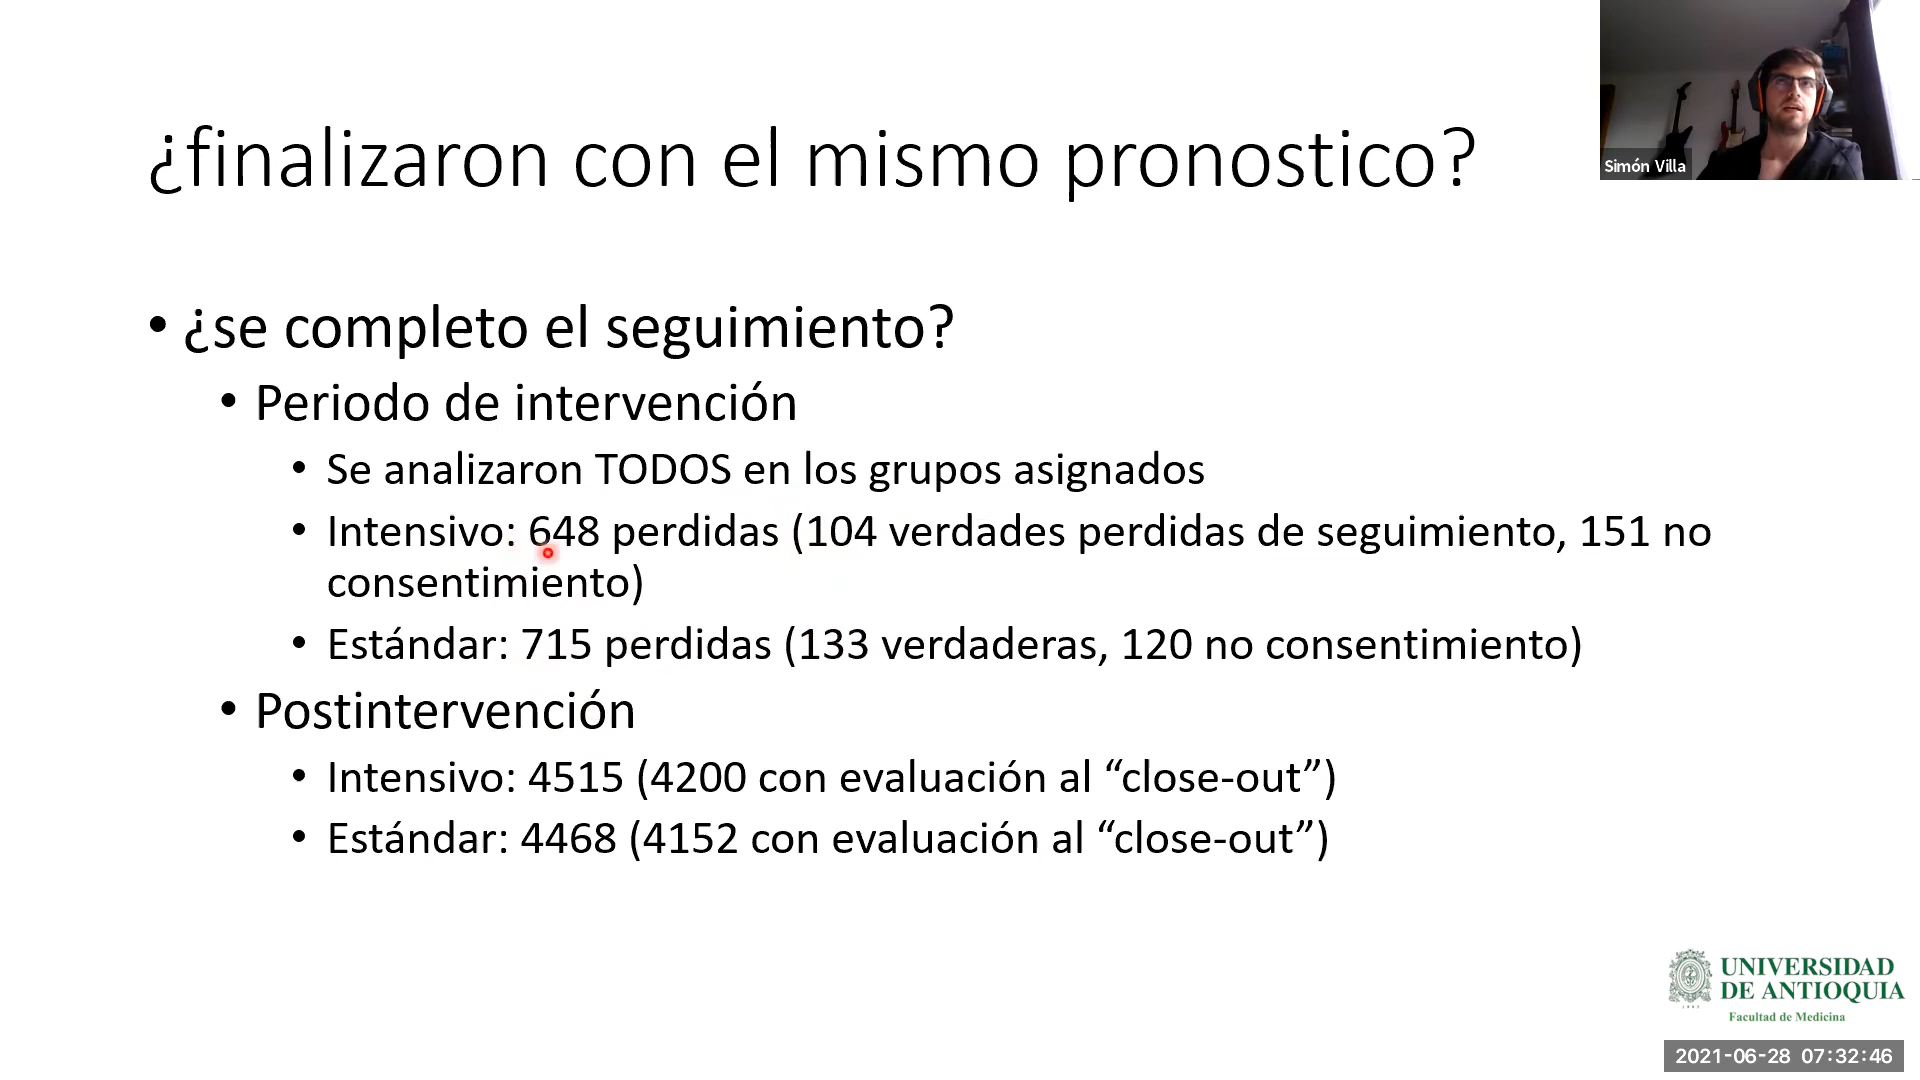 ¿finalizaron con el mismo pronostico?
Simón Villa
• ¿se completo el seguimiento?
• Periodo de intervención
• Se analizaron TODOS en los grupos asignados
• Intensivo: 648 perdidas (104 verdades perdidas de seguimiento, 151 no
consentimiento)
• Estándar: 715 perdidas (133 verdaderas, 120 no consentimiento)
• Postintervención
• Intensivo: 4515 (4200 con evaluación al “close-out”)
• Estándar: 4468 (4152 con evaluación al “close-out”)
UNIVERSIDAD
DE ANTIOQUIA
Facultad de Medicina
2021-06-28 07:32:46